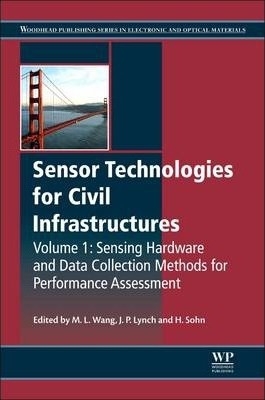 WOODHEAD PUBLISHING SERIES IN ELECTRONIC AND OPTICAL MATERIALS
Sensor Technologies
for Civil
Infrastructures
Volume 1: Sensing Hardware
and Data Collection Methods for
Performance Assessment
Edited by M. L. Wang, J. P. Lynch and H. Sohn
WP
WOODHEAD
PUBLISHING